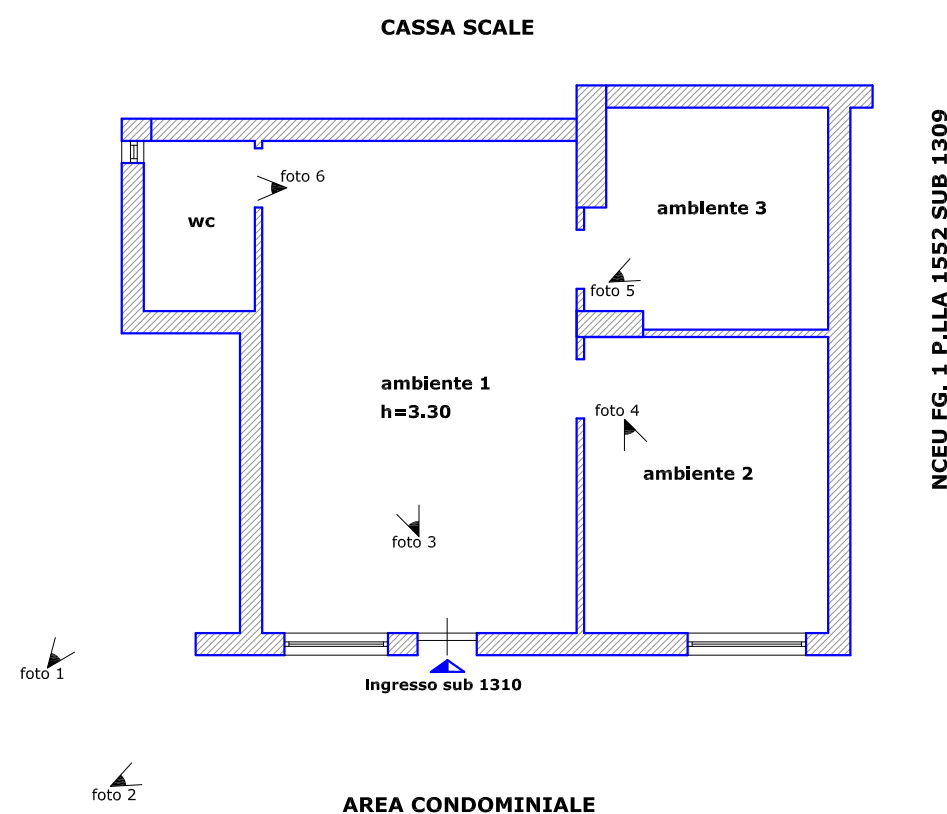 CASSA SCALE
NCEU FG. 1 P.LLA 1552 SUB 1309
foto 6
wc
ambiente 3
foto 5
ambiente 1
h=3.30
foto 4
ambiente 2
foto 3
foto 1
Ingresso sub 1310
foto 2
AREA CONDOMINIALE